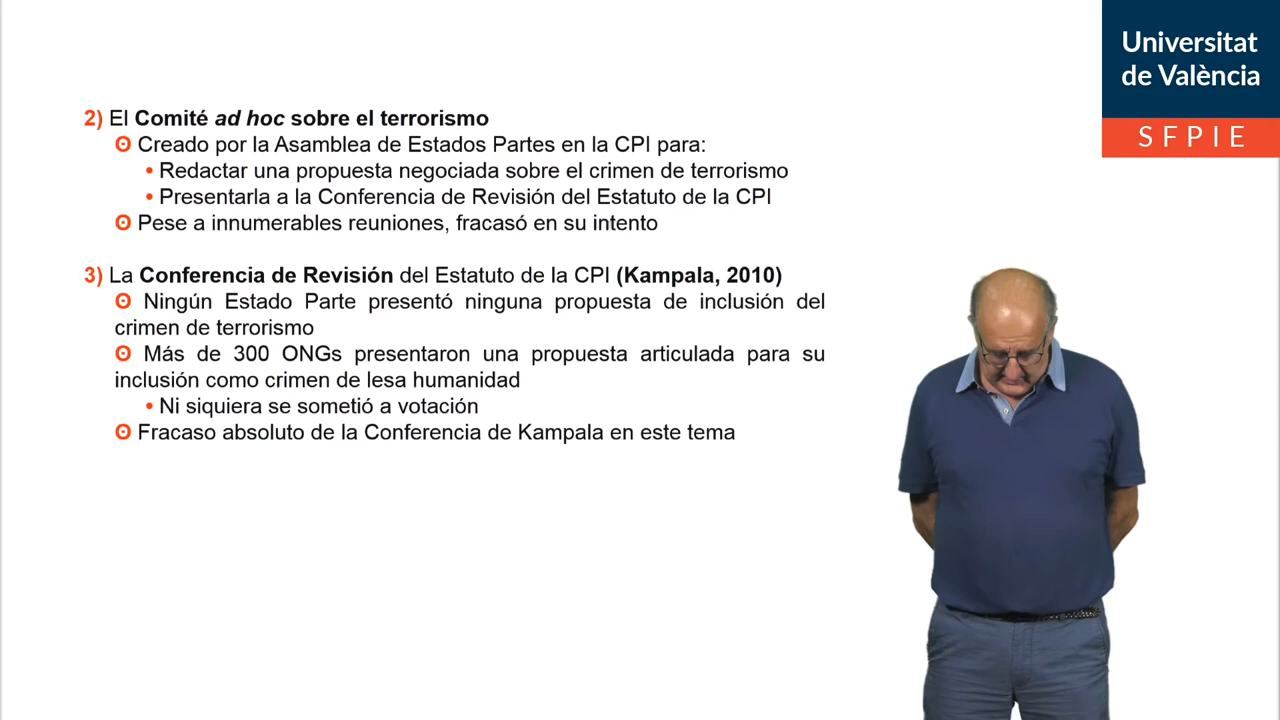 Universitat
de València
SFPIE
2) El Comité ad hoc sobre el terrorismo
ʘ Creado por la Asamblea de Estados Partes en la CPI para:
• Redactar una propuesta negociada sobre el crimen de terrorismo
• Presentarla a la Conferencia de Revisión del Estatuto de la CPI
ʘ Pese a innumerables reuniones, fracasó en su intento
3) La Conferencia de Revisión del Estatuto de la CPI (Kampala, 2010)
ʘ Ningún Estado Parte presentó ninguna propuesta de inclusión del
crimen de terrorismo
ʘ Más de 300 ONGs presentaron una propuesta articulada para su
inclusión como crimen de lesa humanidad
• Ni siquiera se sometió a votación
ʘ Fracaso absoluto de la Conferencia de Kampala en este tema